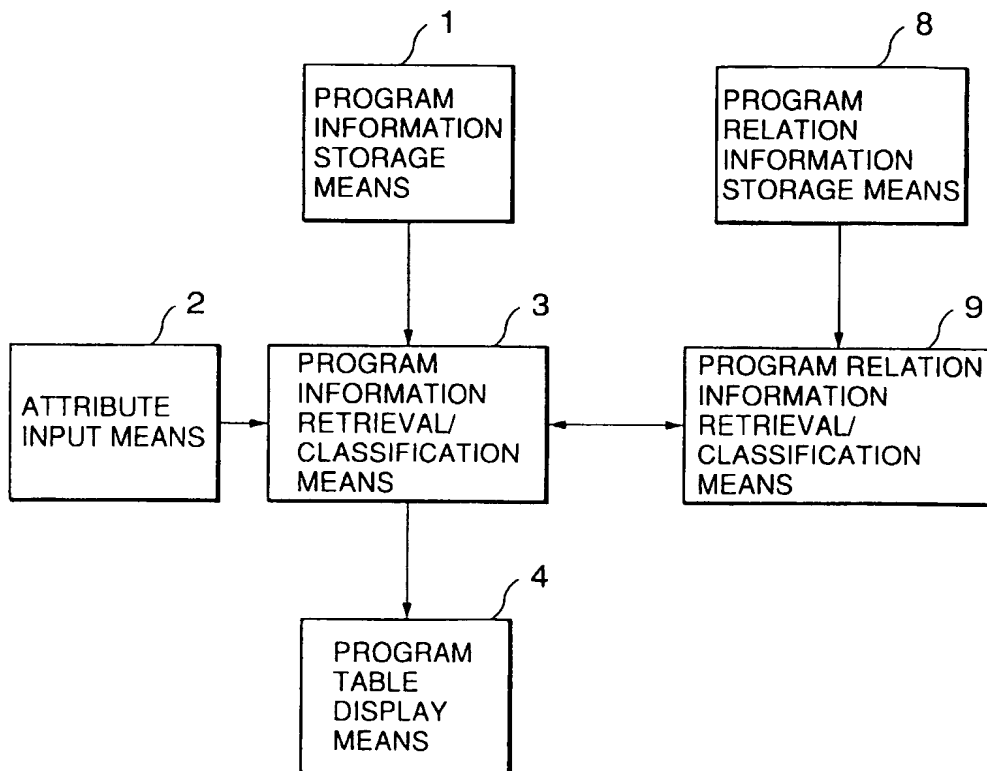 1
PROGRAM
INFORMATION
STORAGE
MEANS
8
PROGRAM
RELATION
INFORMATION
STORAGE MEANS
2
ATTRIBUTE
INPUT MEANS
3
PROGRAM
INFORMATION
RETRIEVAL/
CLASSIFICATION
MEANS
9
PROGRAM RELATION
INFORMATION
RETRIEVAL/
CLASSIFICATION
MEANS
4
PROGRAM
TABLE
DISPLAY
MEANS